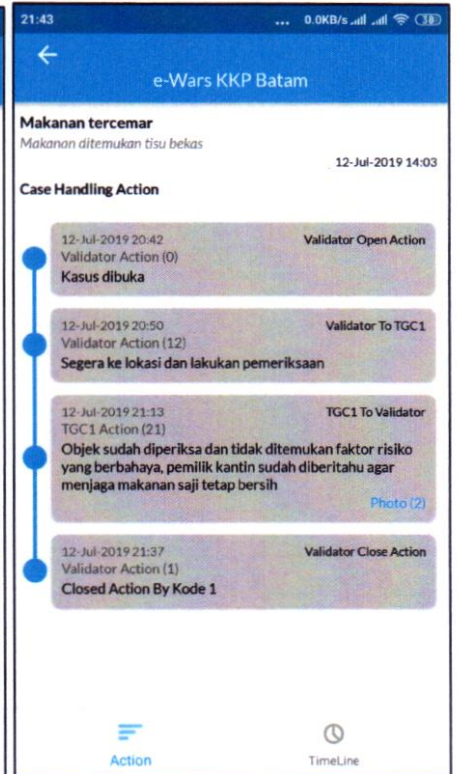 21:43 ... 0.0KB/s 38
e-Wars KKP Batam
Makanan tercemar
Makanan ditemukan tisu bekas
12-Jul-2019 14:03
Case Handling Action
12-Jul-2019 20:42 Validator Open Action
Validator Action (0)
Kasus dibuka
12-Jul-2019 20:50 Validator To TGC1
Validator Action (12)
Segera ke lokasi dan lakukan pemeriksaan
12-Jul-2019 21:13 TGC1 To Validator
TGC1 Action (21)
Objek sudah diperiksa dan tidak ditemukan faktor risiko
yang berbahaya, pemilik kantin sudah diberitahu agar
menjaga makanan saji tetap bersih
Photo (2)
12-Jul-2019 21:37 Validator Close Action
Validator Action (1)
Closed Action By Kode 1
Action TimeLine